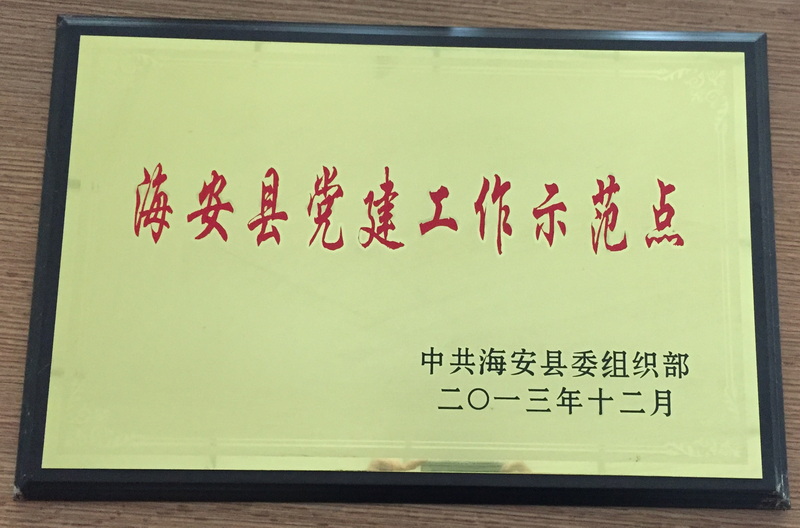 海安县党建工作示范点
中共海安县委组织部
二〇一三年十二月